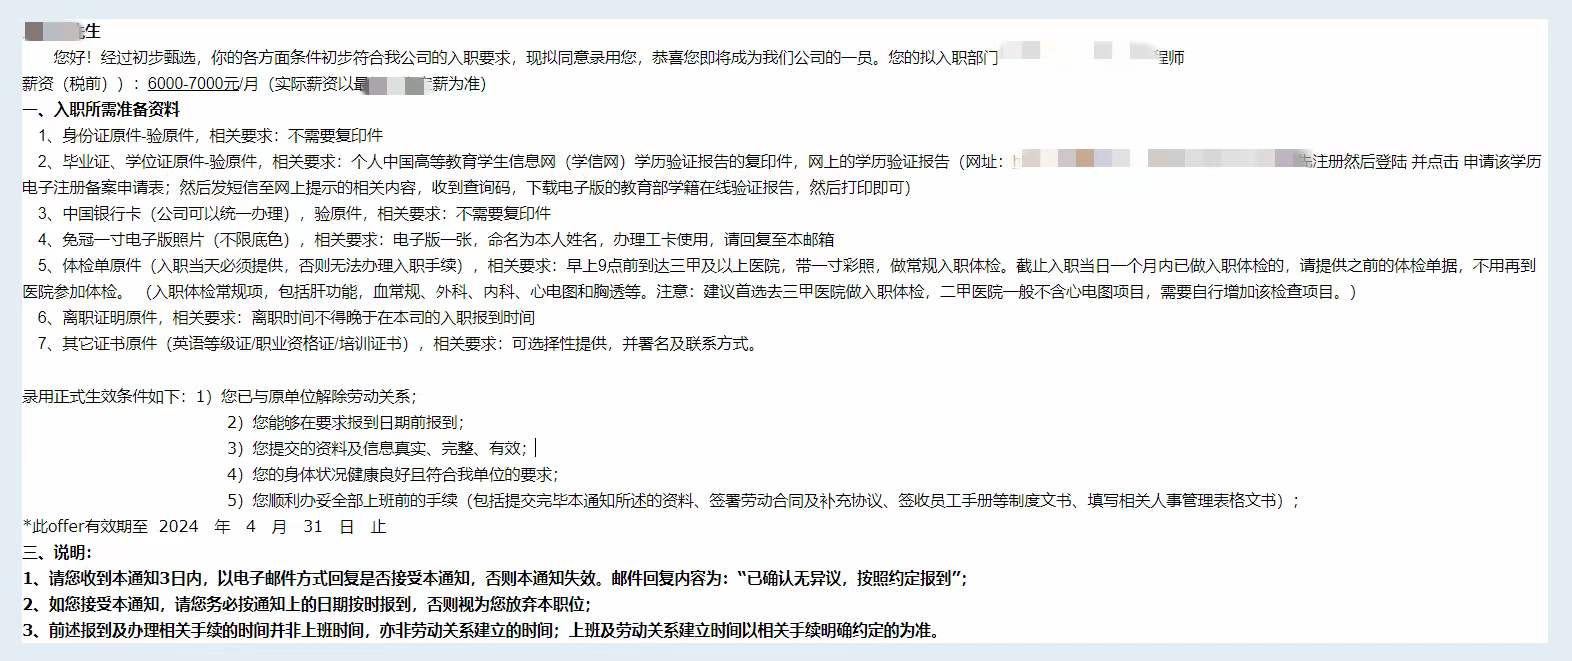 生
您好！经过初步甄选，你的各方面条件初步符合我公司的入职要求，现拟同意录用您，恭喜您即将成为我们公司的一员。您的拟入职部门 程师
薪资（税前））：6000-7000元/月（实际薪资以最 薪为准）
一、入职所需准备资料
1、身份证原件-验原件，相关要求：不需要复印件
2、毕业证、学位证原件-验原件，相关要求：个人中国高等教育学生信息网（学信网）学历验证报告的复印件，网上的学历验证报告（网址： 先注册然后登陆 并点击 申请该学历
电子注册备案申请表；然后发短信至网上提示的相关内容，收到查询码，下载电子版的教育部学籍在线验证报告，然后打印即可）
3、中国银行卡（公司可以统一办理），验原件，相关要求：不需要复印件
4、免冠一寸电子版照片（不限底色），相关要求：电子版一张，命名为本人姓名，办理工卡使用，请回复至本邮箱
5、体检单原件（入职当天必须提供，否则无法办理入职手续），相关要求：早上9点前到达三甲及以上医院，带一寸彩照，做常规入职体检。截止入职当日一个月内已做入职体检的，请提供之前的体检单据，不用再到
医院参加体检。（入职体检常规项，包括肝功能，血常规、外科、内科、心电图和胸透等。注意：建议首选去三甲医院做入职体检，二甲医院一般不含心电图项目，需要自行增加该检查项目。）
6、离职证明原件，相关要求：离职时间不得晚于在本司的入职报到时间
7、其它证书原件（英语等级证/职业资格证/培训证书），相关要求：可选择性提供，并署名及联系方式。
录用正式生效条件如下：1）您已与原单位解除劳动关系；
2）您能够在要求报到日期前报到；
3）您提交的资料及信息真实、完整、有效；
4）您的身体状况健康良好且符合我单位的要求；
5）您顺利办妥全部上班前的手续（包括提交完毕本通知所述的资料、签署劳动合同及补充协议、签收员工手册等制度文书、填写相关人事管理表格文书）；
*此offer有效期至 2024 年 4 月 31 日 止
三、说明：
1、请您收到本通知3日内，以电子邮件方式回复是否接受本通知，否则本通知失效。邮件回复内容为：“已确认无异议，按照约定报到”；
2、如您接受本通知，请您务必按通知上的日期按时报到，否则视为您放弃本职位；
3、前述报到及办理相关手续的时间并非上班时间，亦非劳动关系建立的时间；上班及劳动关系建立时间以相关手续明确约定的为准。